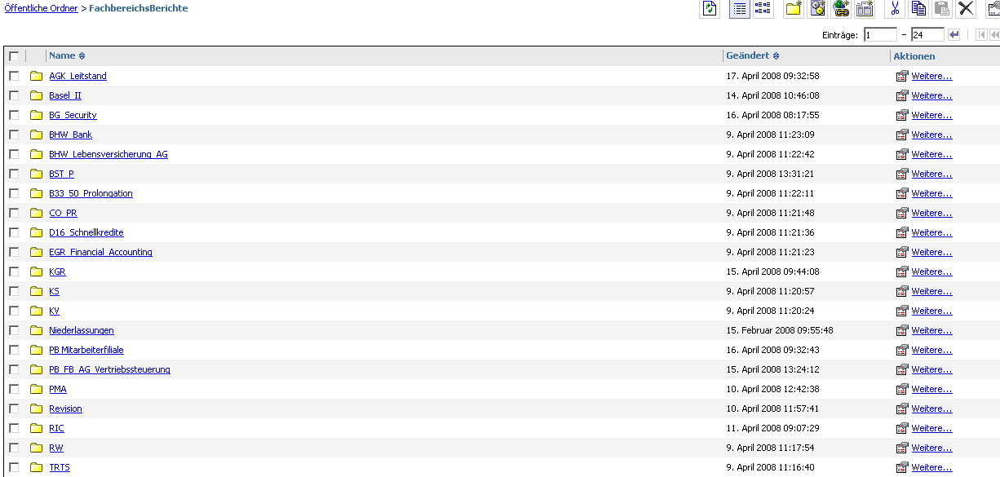 Öffentliche Ordner > FachbereichsBerichte
Einträge: 1 - 24
Name Geändert Aktionen
AGK_Leitstand 17. April 2008 09:32:58 Weitere...
Basel_II 14. April 2008 10:46:08 Weitere...
BG_Security 16. April 2008 08:17:55 Weitere...
BHW_Bank 9. April 2008 11:23:09 Weitere...
BHW_Lebensversicherung_AG 9. April 2008 11:22:42 Weitere...
BST_P 9. April 2008 13:31:21 Weitere...
B33_50_Prolongation 9. April 2008 11:22:11 Weitere...
CO_PR 9. April 2008 11:21:48 Weitere...
D16_Schnellkredite 9. April 2008 11:21:36 Weitere...
EGR_Financial_Accounting 9. April 2008 11:21:23 Weitere...
KGR 15. April 2008 09:44:08 Weitere...
KS 9. April 2008 11:20:57 Weitere...
KV 9. April 2008 11:20:24 Weitere...
Niederlassungen 15. Februar 2008 09:55:48 Weitere...
PB Mitarbeiterfiliale 16. April 2008 09:32:43 Weitere...
PB_FB_AG_Vertriebssteuerung 15. April 2008 13:24:12 Weitere...
PMA 10. April 2008 12:42:38 Weitere...
Revision 10. April 2008 11:57:41 Weitere...
RIC 11. April 2008 09:07:29 Weitere...
RW 9. April 2008 11:17:54 Weitere...
TRTS 9. April 2008 11:16:40 Weitere...